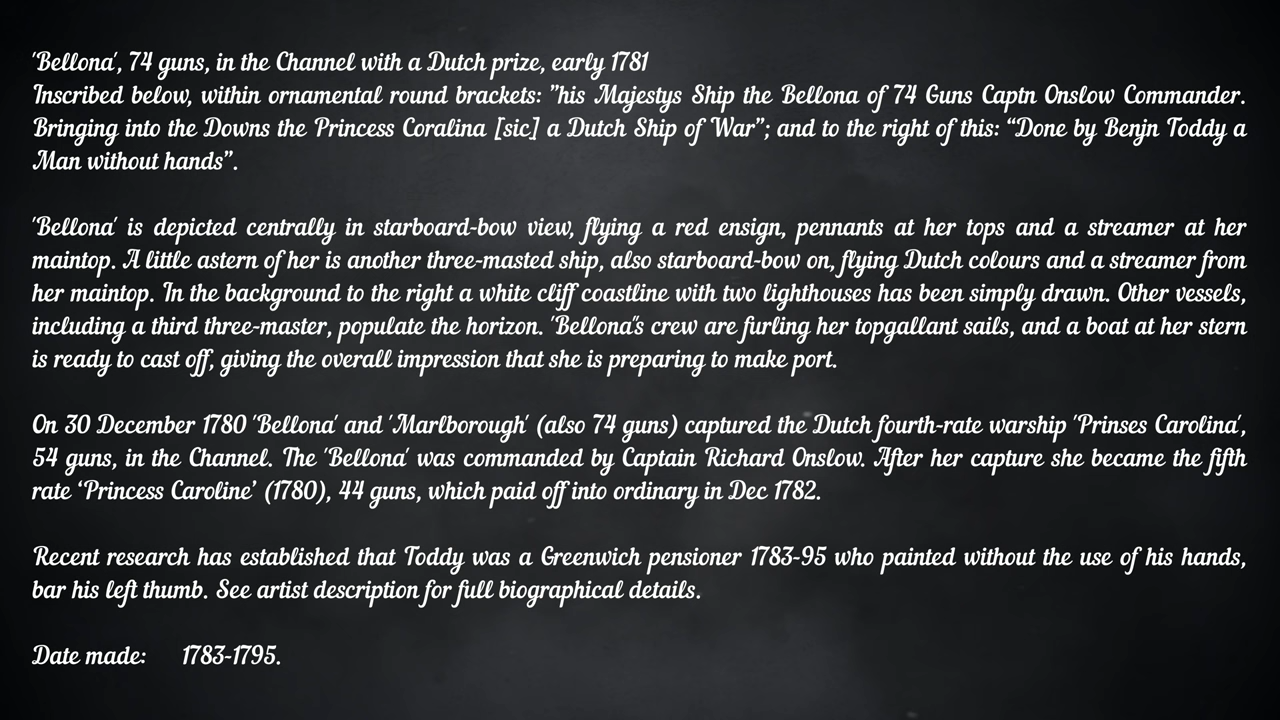 'Bellona', 74 guns, in the Channel with a Dutch prize, early 1781
Inscribed below, within ornamental round brackets: ”his Majestys Ship the Bellona of 74 Guns Captn Onslow Commander.
Bringing into the Downs the Princess Coralina [sic] a Dutch Ship of War”; and to the right of this: “Done by Benjn Toddy a
Man without hands”.
'Bellona' is depicted centrally in starboard-bow view, flying a red ensign, pennants at her tops and a streamer at her
maintop. A little astern of her is another three-masted ship, also starboard-bow on, flying Dutch colours and a streamer from
her maintop. In the background to the right a white cliff coastline with two lighthouses has been simply drawn. Other vessels,
including a third three-master, populate the horizon. 'Bellona''s crew are furling her topgallant sails, and a boat at her stern
is ready to cast off, giving the overall impression that she is preparing to make port.
On 30 December 1780 'Bellona' and 'Marlborough' (also 74 guns) captured the Dutch fourth-rate warship 'Prinses Carolina',
54 guns, in the Channel. The 'Bellona' was commanded by Captain Richard Onslow. After her capture she became the fifth
rate ‘Princess Caroline’ (1780), 44 guns, which paid off into ordinary in Dec 1782.
Recent research has established that Toddy was a Greenwich pensioner 1783-95 who painted without the use of his hands,
bar his left thumb. See artist description for full biographical details.
Date made: 1783-1795.